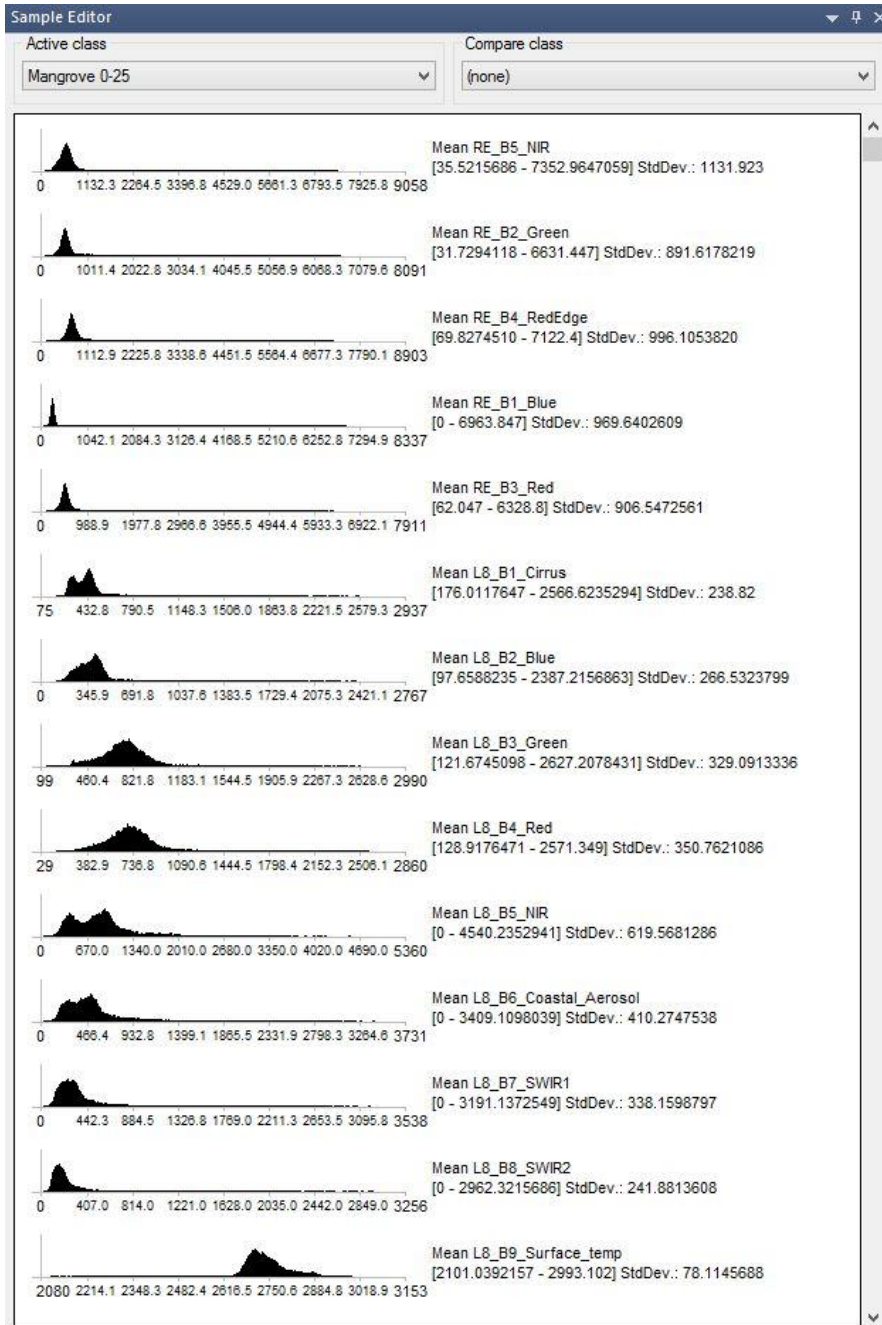 Sample Editor
Active class
Compare class
Mangrove 0-25
(none)
Mean RE_B5_NIR
[35.5215686 - 7352.9647059] StdDev.: 1131.923
0 1132.3 2264.5 3396.8 4529.0 5661.3 6793.5 7925.8 9058
Mean RE_B2_Green
[31.7294118 - 6631.447] StdDev.: 891.6178219
0 1011.4 2022.8 3034.1 4045.5 5056.9 6068.3 7079.6 8091
Mean RE_B4_RedEdge
[69.8274510 - 7122.4] StdDev.: 996.1053820
0 1112.9 2225.8 3338.6 4451.5 5564.4 6677.3 7790.1 8903
Mean RE_B1_Blue
[0 - 6963.847] StdDev.: 969.6402609
0 1042.1 2084.3 3126.4 4168.5 5210.6 6252.8 7294.9 8337
Mean RE_B3_Red
[62.047 - 6328.8] StdDev.: 906.5472561
0 988.9 1977.8 2966.6 3955.5 4944.4 5933.3 6922.1 7911
Mean L8_B1_Cirrus
[176.0117647 - 2566.6235294] StdDev.: 238.82
75 432.8 790.5 1148.3 1506.0 1863.8 2221.5 2579.3 2937
Mean L8_B2_Blue
[97.6588235 - 2387.2156863] StdDev.: 266.5323799
0 345.9 691.8 1037.6 1383.5 1729.4 2075.3 2421.1 2767
Mean L8_B3_Green
[121.6745098 - 2627.2078431] StdDev.: 329.0913336
99 460.4 821.8 1183.1 1544.5 1905.9 2267.3 2628.6 2990
Mean L8_B4_Red
[128.9176471 - 2571.349] StdDev.: 350.7621086
29 382.9 736.8 1090.6 1444.5 1798.4 2152.3 2506.1 2860
Mean L8_B5_NIR
[0 - 4540.2352941] StdDev.: 619.5681286
0 670.0 1340.0 2010.0 2680.0 3350.0 4020.0 4690.0 5360
Mean L8_B6_Coastal_Aerosol
[0 - 3409.1098039] StdDev.: 410.2747538
0 466.4 932.8 1399.1 1865.5 2331.9 2798.3 3264.6 3731
Mean L8_B7_SWIR1
[0 - 3191.1372549] StdDev.: 338.1598797
0 442.3 884.5 1326.8 1769.0 2211.3 2653.5 3095.8 3538
Mean L8_B8_SWIR2
[0 - 2962.3215686] StdDev.: 241.8813608
0 407.0 814.0 1221.0 1628.0 2035.0 2442.0 2849.0 3256
Mean L8_B9_Surface_temp
[2101.0392157 - 2993.102] StdDev.: 78.1145688
2080 2214.1 2348.3 2482.4 2616.5 2750.6 2884.8 3018.9 3153